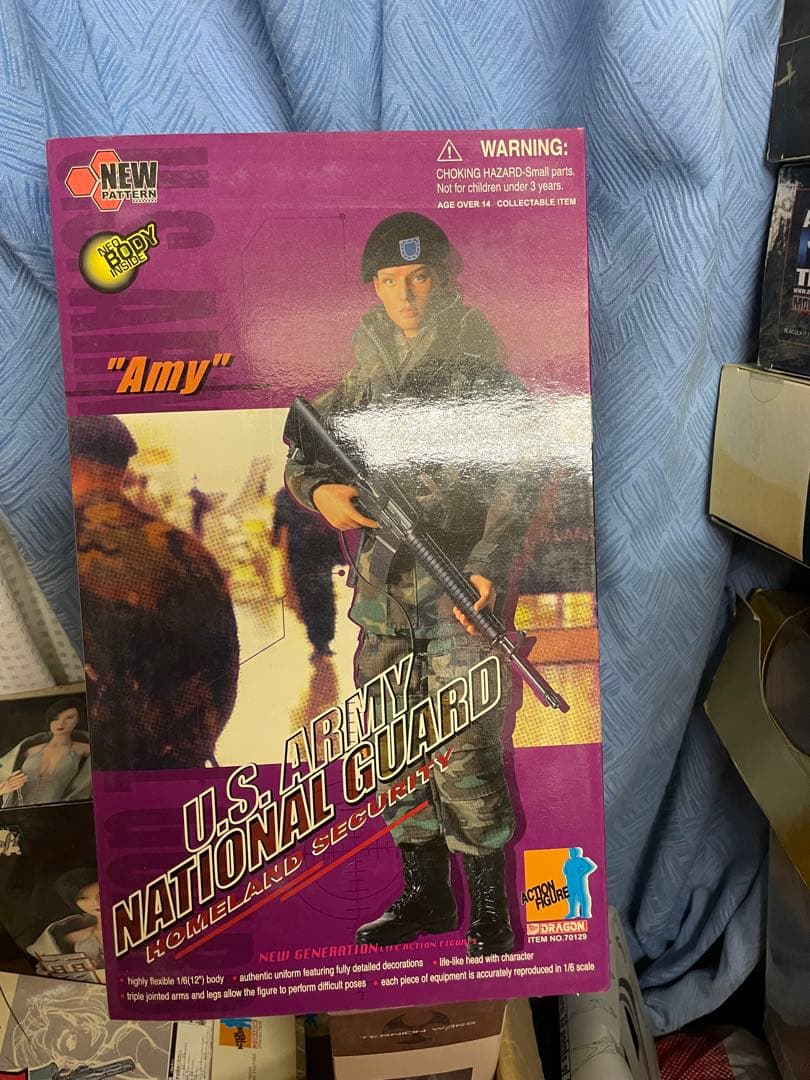 NEW
PATTERN
NEO
BODY
INSIDE
WARNING:
CHOKING HAZARD-Small parts.
Not for children under 3 years.
AGE OVER 14 COLLECTABLE ITEM
"Amy"
U.S. ARMY
NATIONAL GUARD
HOMELAND SECURITY
ACTION
FIGURE
DRAGON
ITEM NO.70129
NEW GENERATION LIFE ACTION FIGURE
• highly flexible 1/6(12") body • authentic uniform featuring fully detailed decorations • life-like head with character
• triple jointed arms and legs allow the figure to perform difficult poses • each piece of equipment is accurately reproduced in 1/6 scale